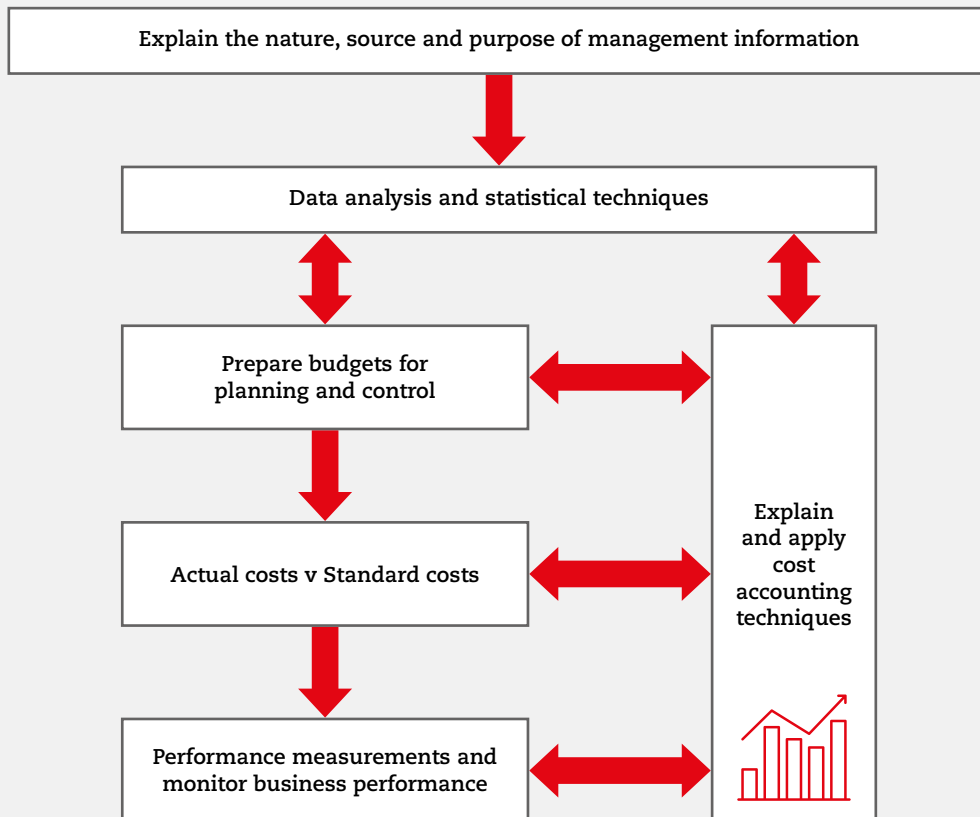 Explain the nature, source and purpose of management information
Data analysis and statistical techniques
Prepare budgets for
planning and control
Actual costs v Standard costs
Explain
and apply
cost
accounting
techniques
Performance measurements and
monitor business performance